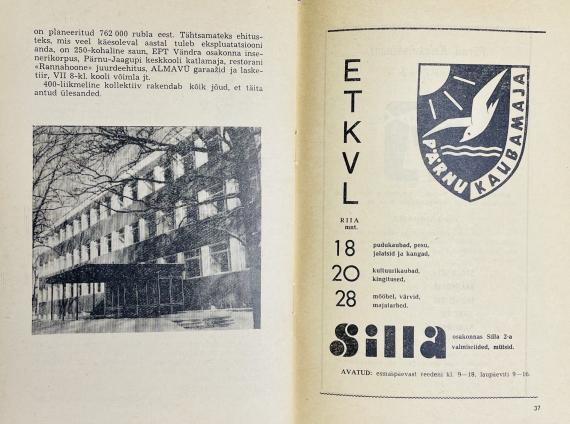 on planeeritud 762 000 rubla eest. Tähtsamateks ehitus-
teks, mis veel käesoleval aastal tuleb ekspluatatsiooni
anda, on 250-kohaline saun, EPT Vändra osakonna inse-
nerikorpus, Pärnu-Jaagupi keskkooli katlamaja, restorani
«Rannahoone» juurdeehitus, ALMAVÜ garaažid ja laske-
tiir, VII 8-kl. kooli võimla jt.
400-liikmeline kollektiiv rakendab kõik jõud, et täita
antud ülesanded.
ETKVL
PÄRNU KAUBAMAJA
RIIA
mnt.
18 pudukaubad, pesu,
jalatsid ja kangad,
20 kultuurikaubad,
kingitused,
28 mööbel, värvid,
majatarbed.
Silla osakonnas Silla 2-a
valmisriided, mütsid.
AVATUD: esmaspäevast reedeni kl. 9—18, laupäeviti 9—16.
37